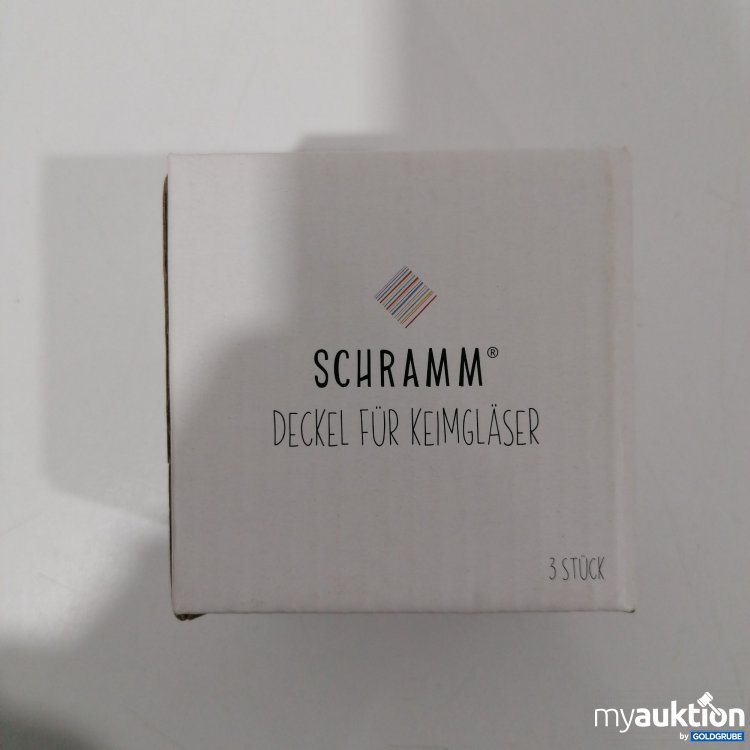 SCHRAMM®
DECKEL FÜR KEIMGLÄSER
3 STÜCK
myauktion
by GOLDGRUBE